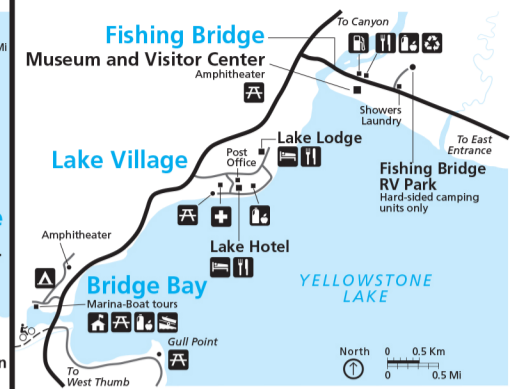 To Canyon
Fishing Bridge
Museum and Visitor Center
Amphitheater
Showers
Laundry
To East
Entrance
Lake Lodge
Post
Office
Lake Village
Fishing Bridge
RV Park
Hard-sided camping
units only
Amphitheater
Lake Hotel
Bridge Bay
Marina-Boat tours
YELLOWSTONE
LAKE
Gull Point
To
West Thumb
North
0 0.5 Km
0 0.5 Mi